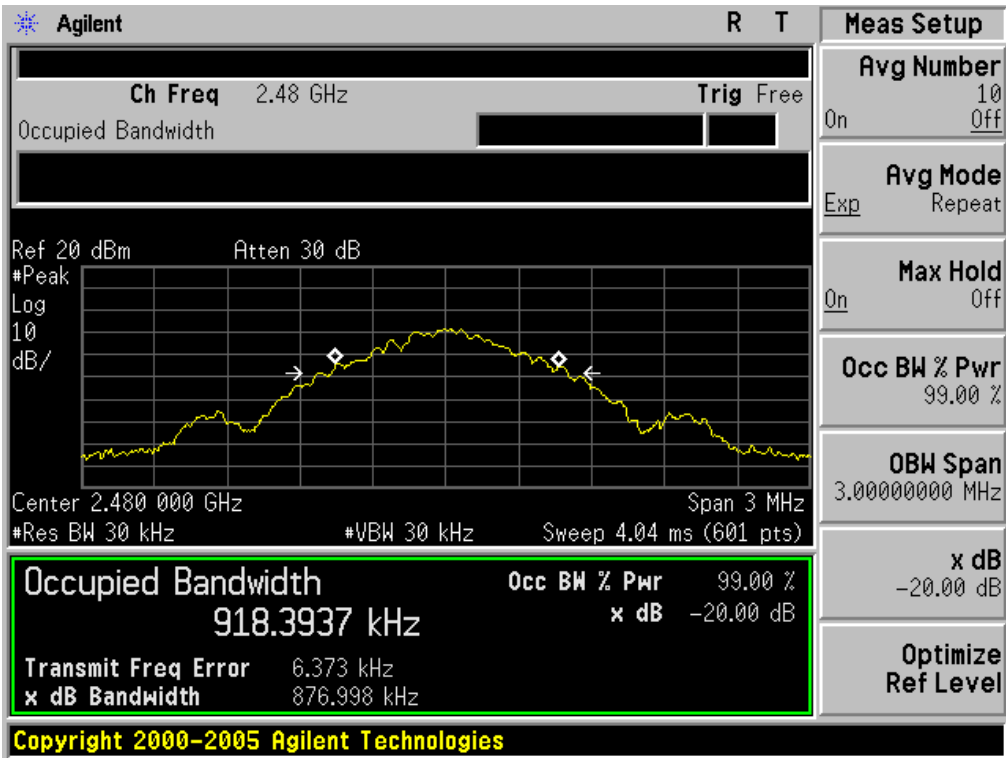 Agilent R T
Ch Freq 2.48 GHz Trig Free
Occupied Bandwidth
Ref 20 dBm Atten 30 dB
#Peak
Log
10
dB/
Center 2.480 000 GHz Span 3 MHz
#Res BW 30 kHz #VBW 30 kHz Sweep 4.04 ms (601 pts)
Occupied Bandwidth Occ BW % Pwr 99.00 %
918.3937 kHz x dB -20.00 dB
Transmit Freq Error 6.373 kHz
x dB Bandwidth 876.998 kHz
Copyright 2000-2005 Agilent Technologies
Meas Setup
Avg Number
10
On Off
Avg Mode
Exp Repeat
Max Hold
On Off
Occ BW % Pwr
99.00 %
OBW Span
3.00000000 MHz
x dB
-20.00 dB
Optimize
Ref Level